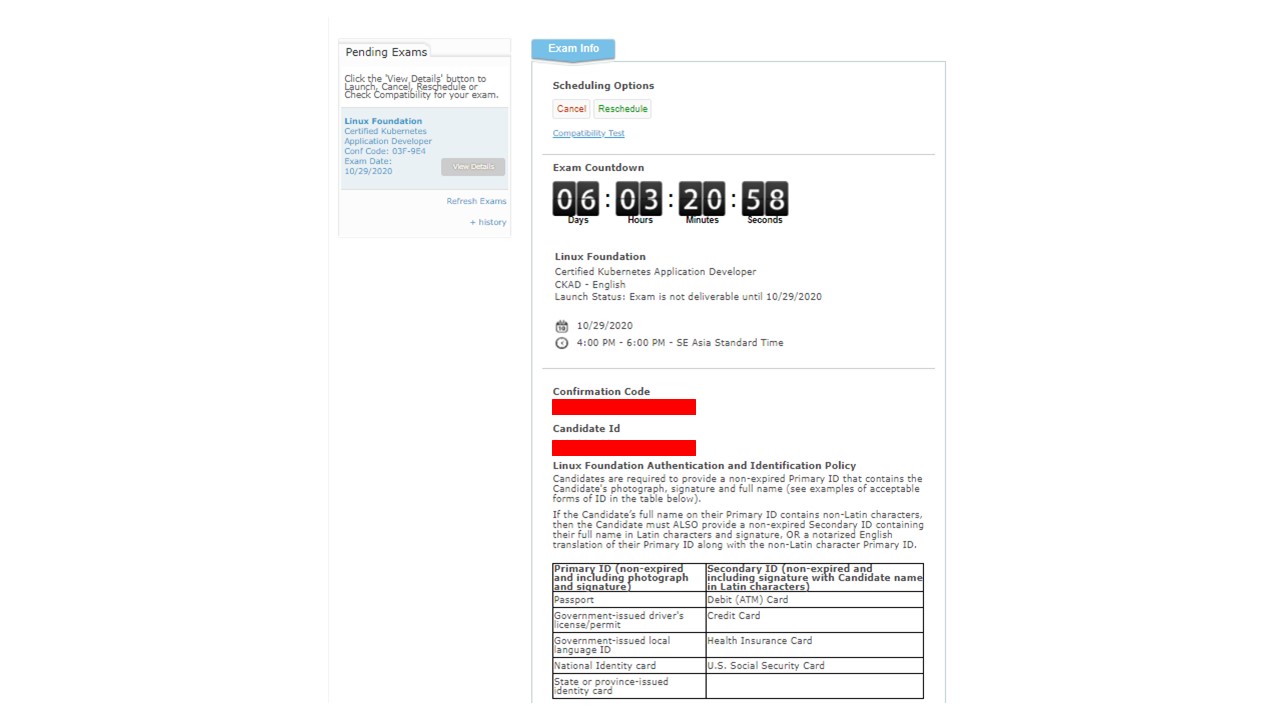 Pending Exams
Click the 'View Details' button to
Launch, Cancel, Reschedule or
Check Compatibility for your exam.
Linux Foundation
Certified Kubernetes
Application Developer
Conf Code: 03F-9E4
Exam Date:
10/29/2020
View Details
Refresh Exams
+ history
Exam Info
Scheduling Options
Cancel Reschedule
Compatibility Test
Exam Countdown
06 : 03 : 20 : 58
Days Hours Minutes Seconds
Linux Foundation
Certified Kubernetes Application Developer
CKAD - English
Launch Status: Exam is not deliverable until 10/29/2020
10/29/2020
4:00 PM - 6:00 PM - SE Asia Standard Time
Confirmation Code
Candidate Id
Linux Foundation Authentication and Identification Policy
Candidates are required to provide a non-expired Primary ID that contains the
Candidate's photograph, signature and full name (see examples of acceptable
forms of ID in the table below).
If the Candidate's full name on their Primary ID contains non-Latin characters,
then the Candidate must ALSO provide a non-expired Secondary ID containing
their full name in Latin characters and signature, OR a notarized English
translation of their Primary ID along with the non-Latin character Primary ID.
Primary ID (non-expired
and including photograph
and signature)
Secondary ID (non-expired and
including signature with Candidate name
in Latin characters)
Passport
Debit (ATM) Card
Government-issued driver's
license/permit
Credit Card
Government-issued local
language ID
Health Insurance Card
National Identity card
U.S. Social Security Card
State or province-issued
identity card